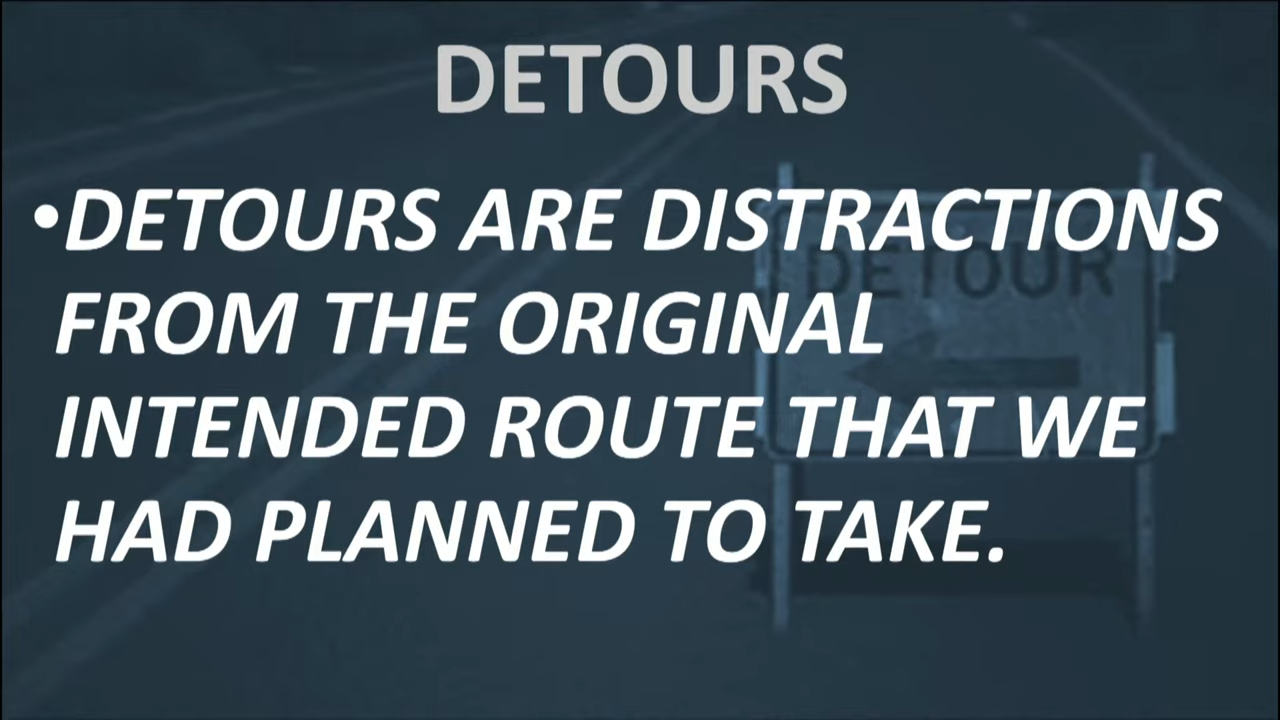 DETOURS
•DETOURS ARE DISTRACTIONS
FROM THE ORIGINAL
INTENDED ROUTE THAT WE
HAD PLANNED TO TAKE.
DETOUR